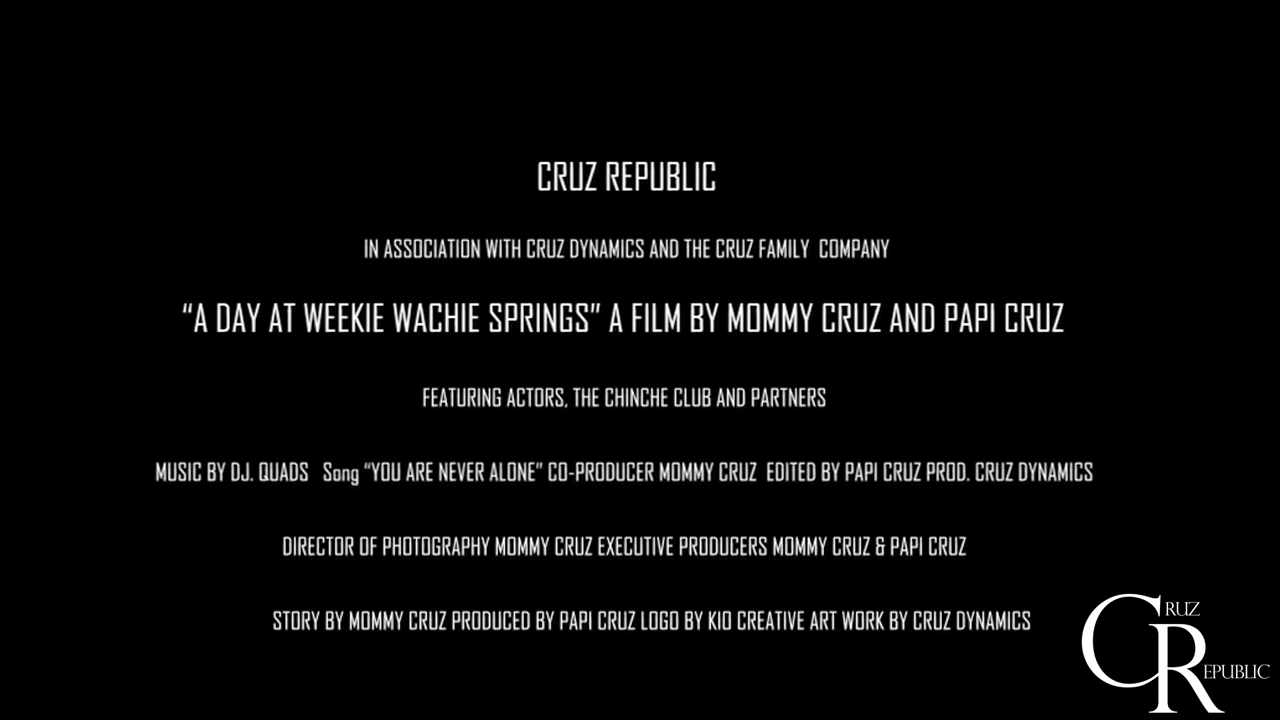 CRUZ REPUBLIC
IN ASSOCIATION WITH CRUZ DYNAMICS AND THE CRUZ FAMILY COMPANY
“A DAY AT WEEKIE WACHIE SPRINGS” A FILM BY MOMMY CRUZ AND PAPI CRUZ
FEATURING ACTORS, THE CHINCHE CLUB AND PARTNERS
MUSIC BY D.J. QUADS Song “YOU ARE NEVER ALONE” CO-PRODUCER MOMMY CRUZ EDITED BY PAPI CRUZ PROD. CRUZ DYNAMICS
DIRECTOR OF PHOTOGRAPHY MOMMY CRUZ EXECUTIVE PRODUCERS MOMMY CRUZ & PAPI CRUZ
STORY BY MOMMY CRUZ PRODUCED BY PAPI CRUZ LOGO BY KIO CREATIVE ART WORK BY CRUZ DYNAMICS
CRUZ
REPUBLIC